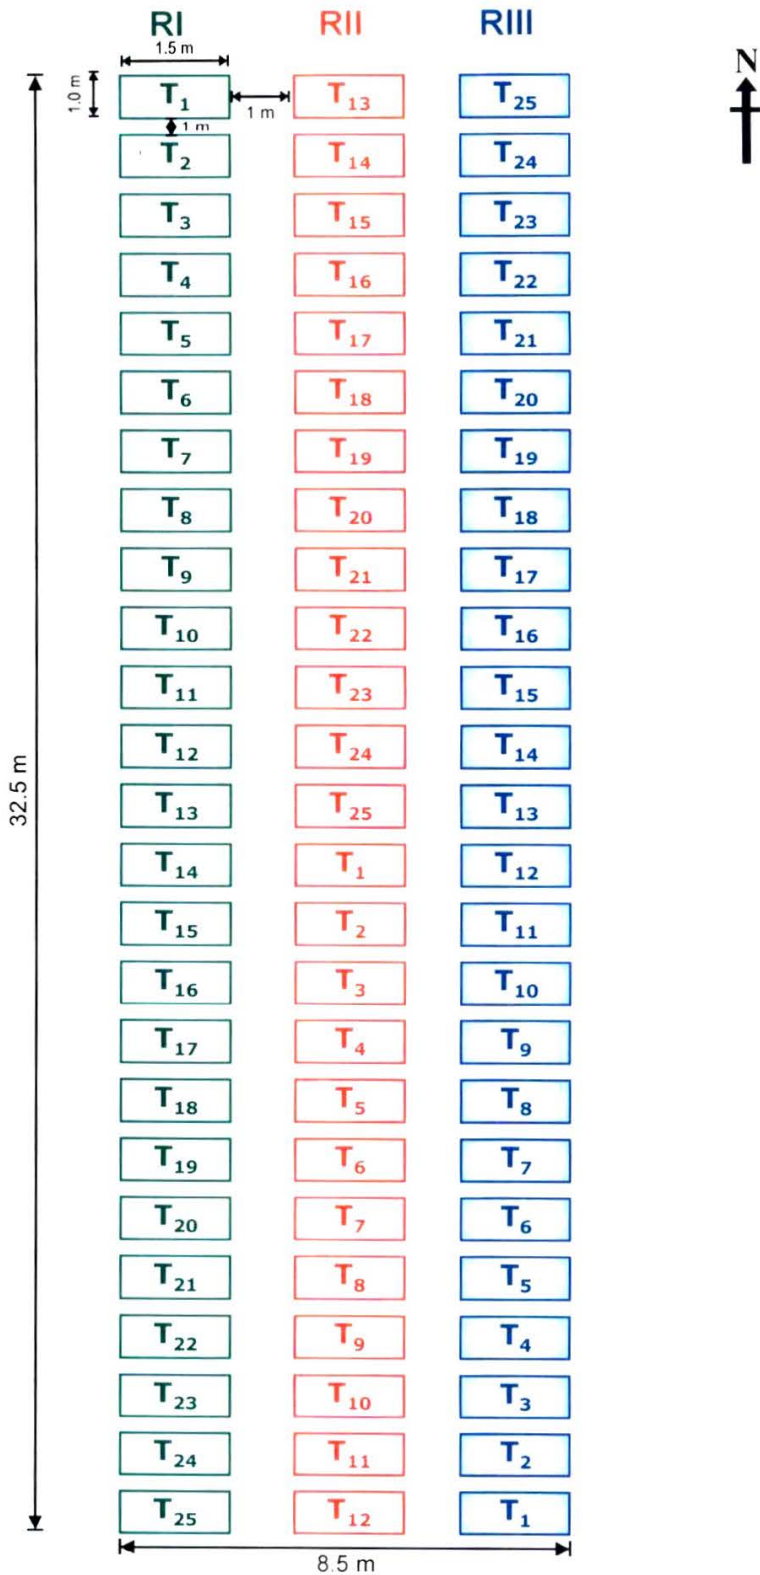 RI RII RIII
1.5 m
N
1.0 m
T1 1 m T13 T25
1 m
T2 T14 T24
T3 T15 T23
T4 T16 T22
T5 T17 T21
T6 T18 T20
T7 T19 T19
T8 T20 T18
T9 T21 T17
T10 T22 T16
T11 T23 T15
T12 T24 T14
32.5 m
T13 T25 T13
T14 T1 T12
T15 T2 T11
T16 T3 T10
T17 T4 T9
T18 T5 T8
T19 T6 T7
T20 T7 T6
T21 T8 T5
T22 T9 T4
T23 T10 T3
T24 T11 T2
T25 T12 T1
8.5 m